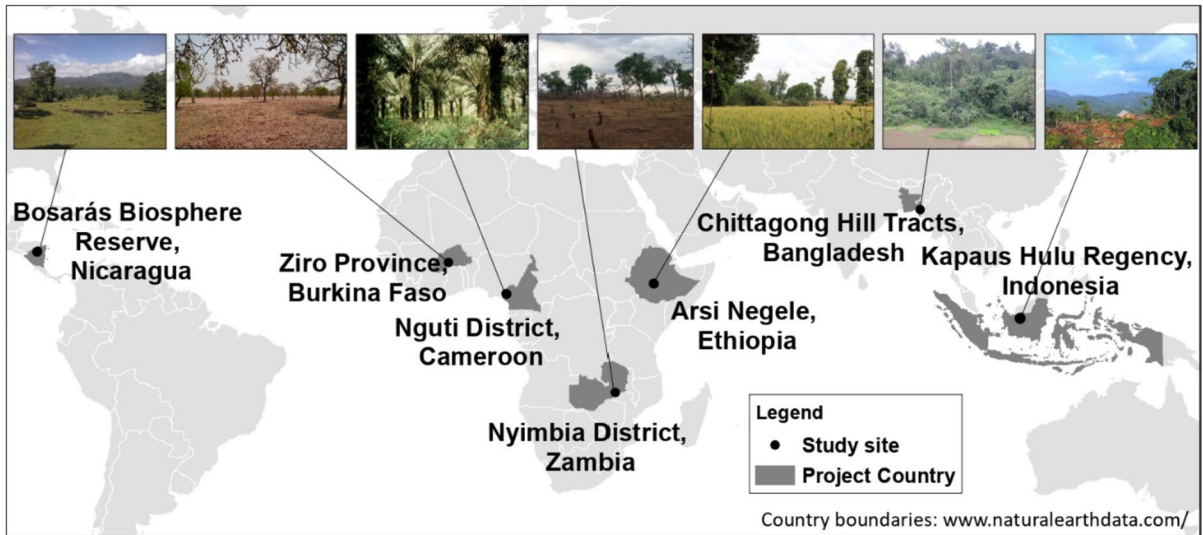 Bosarás Biosphere
Reserve,
Nicaragua
Ziro Province,
Burkina Faso
Nguti District,
Cameroon
Nyimbia District,
Zambia
Arsi Negele,
Ethiopia
Chittagong Hill Tracts,
Bangladesh
Kapaus Hulu Regency,
Indonesia
Legend
Study site
Project Country
Country boundaries: www.naturalearthdata.com/